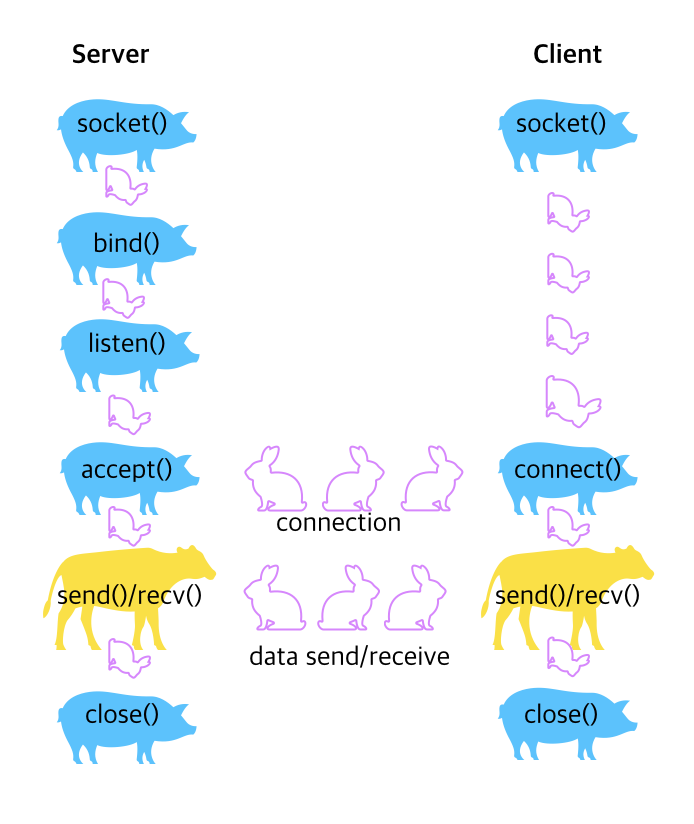 Server
Client
socket()
socket()
bind()
listen()
accept()
connect()
connection
send()/recv()
send()/recv()
data send/receive
close()
close()